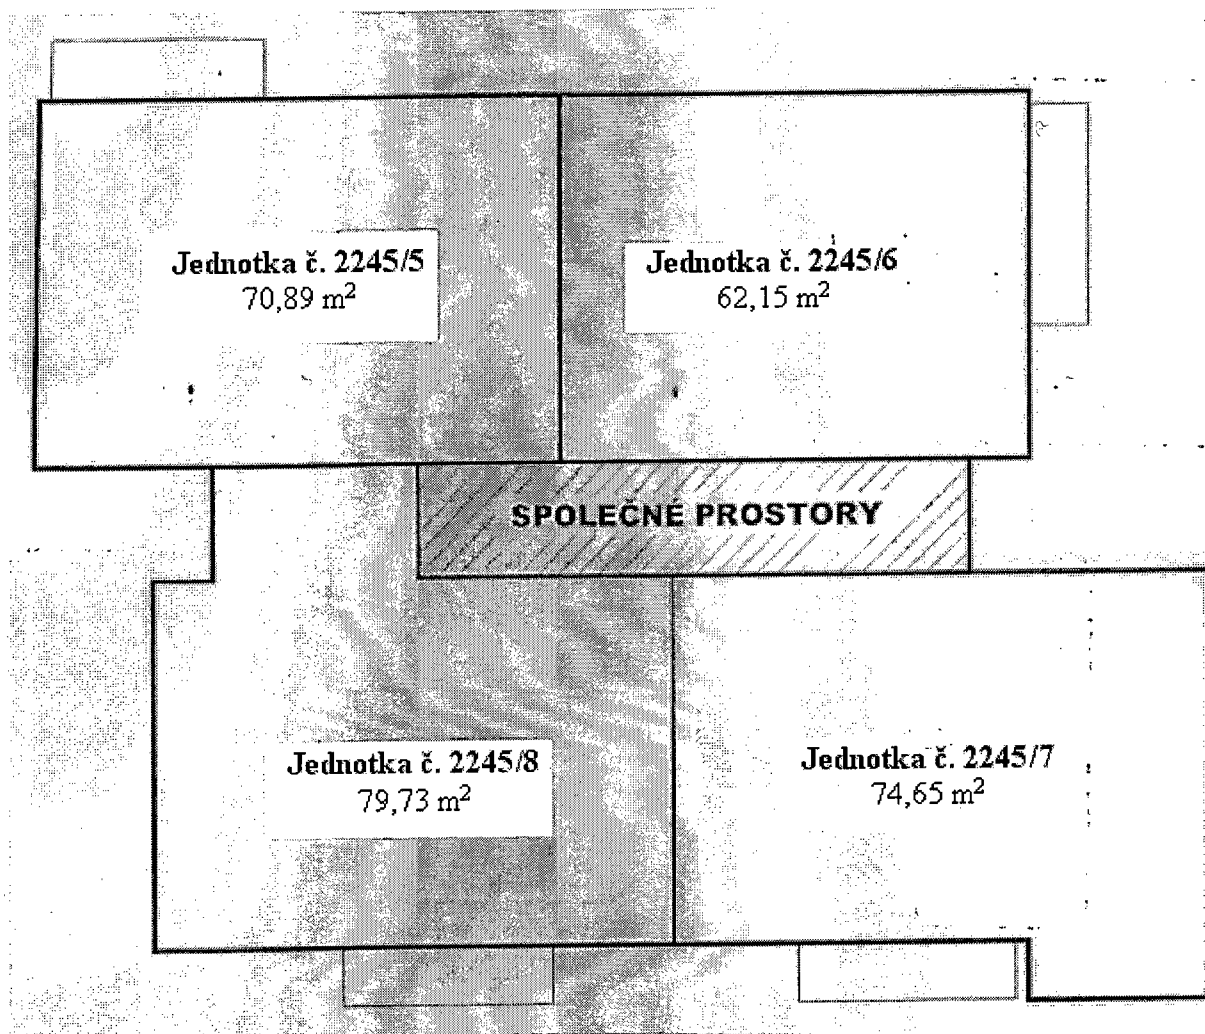 Jednotka č. 2245/5
70,89 m²
Jednotka č. 2245/6
62,15 m²
SPOLEČNÉ PROSTORY
Jednotka č. 2245/8
79,73 m²
Jednotka č. 2245/7
74,65 m²